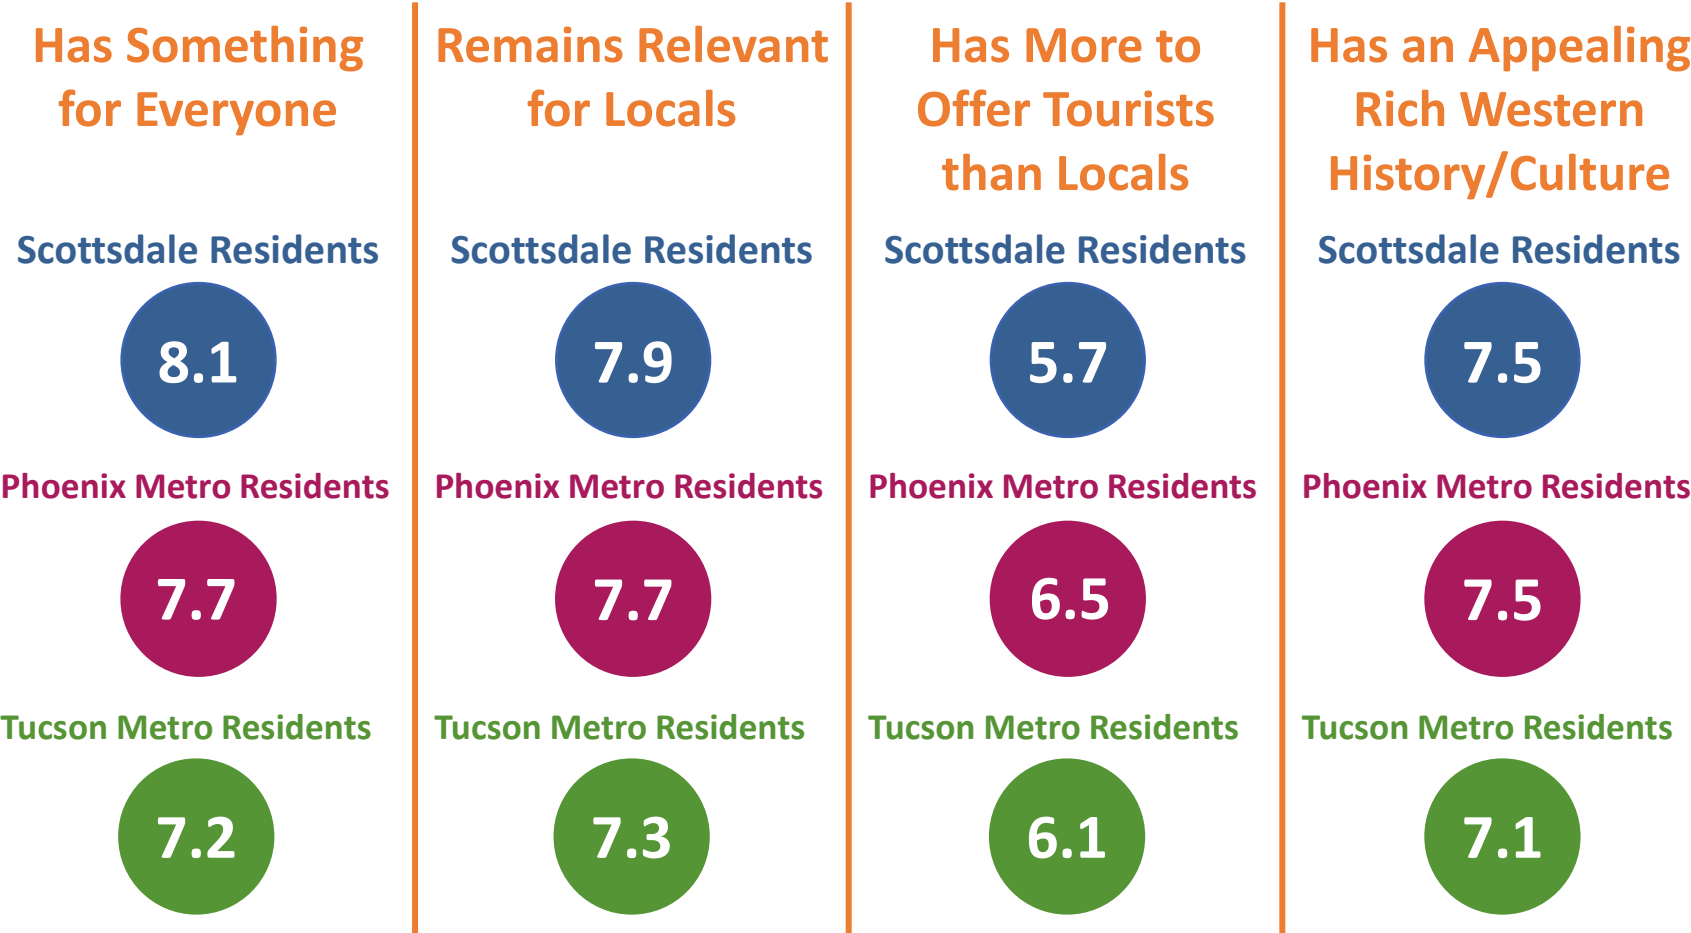 Has Something
for Everyone
Scottsdale Residents
8.1
Phoenix Metro Residents
7.7
Tucson Metro Residents
7.2
Remains Relevant
for Locals
Scottsdale Residents
7.9
Phoenix Metro Residents
7.7
Tucson Metro Residents
7.3
Has More to
Offer Tourists
than Locals
Scottsdale Residents
5.7
Phoenix Metro Residents
6.5
Tucson Metro Residents
6.1
Has an Appealing
Rich Western
History/Culture
Scottsdale Residents
7.5
Phoenix Metro Residents
7.5
Tucson Metro Residents
7.1